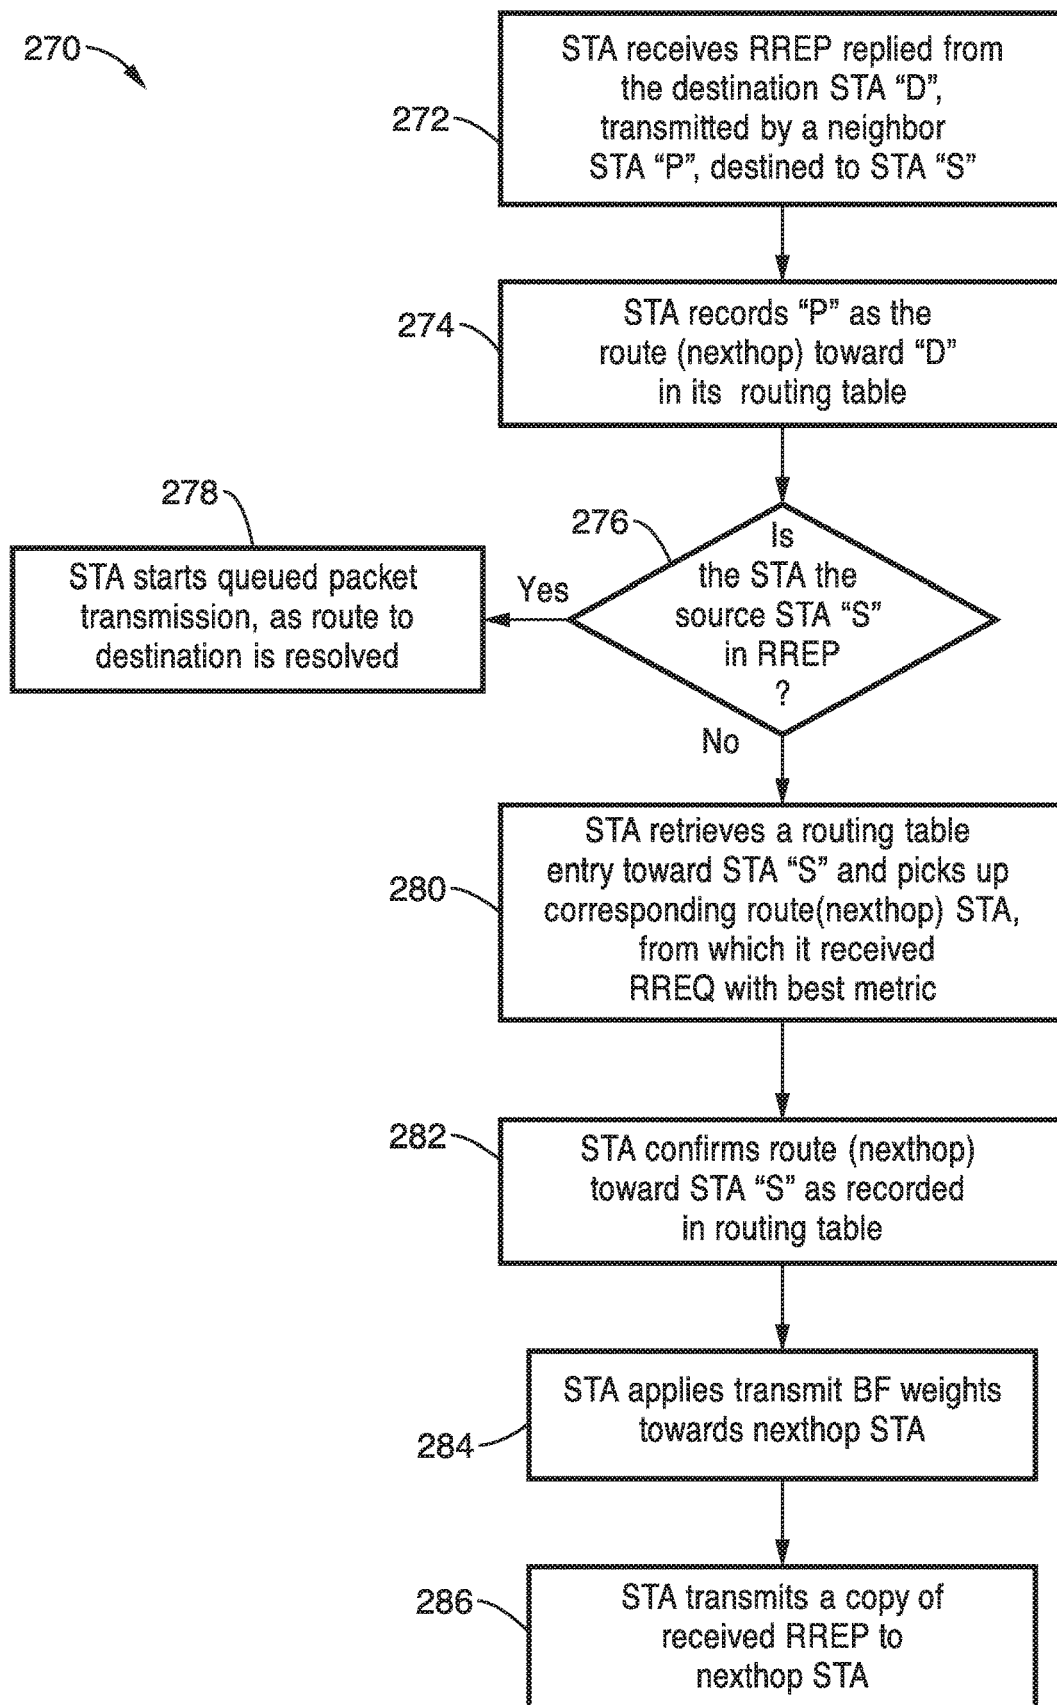 270
STA receives RREP replied from
the destination STA “D”,
transmitted by a neighbor
STA “P”, destined to STA “S”
272
STA records “P” as the
route (nexthop) toward “D”
in its routing table
274
276
Is
the STA the
source STA “S”
in RREP
?
Yes
No
278
STA starts queued packet
transmission, as route to
destination is resolved
STA retrieves a routing table
entry toward STA “S” and picks up
corresponding route(nexthop) STA,
from which it received
RREQ with best metric
280
STA confirms route (nexthop)
toward STA “S” as recorded
in routing table
282
STA applies transmit BF weights
towards nexthop STA
284
STA transmits a copy of
received RREP to
nexthop STA
286